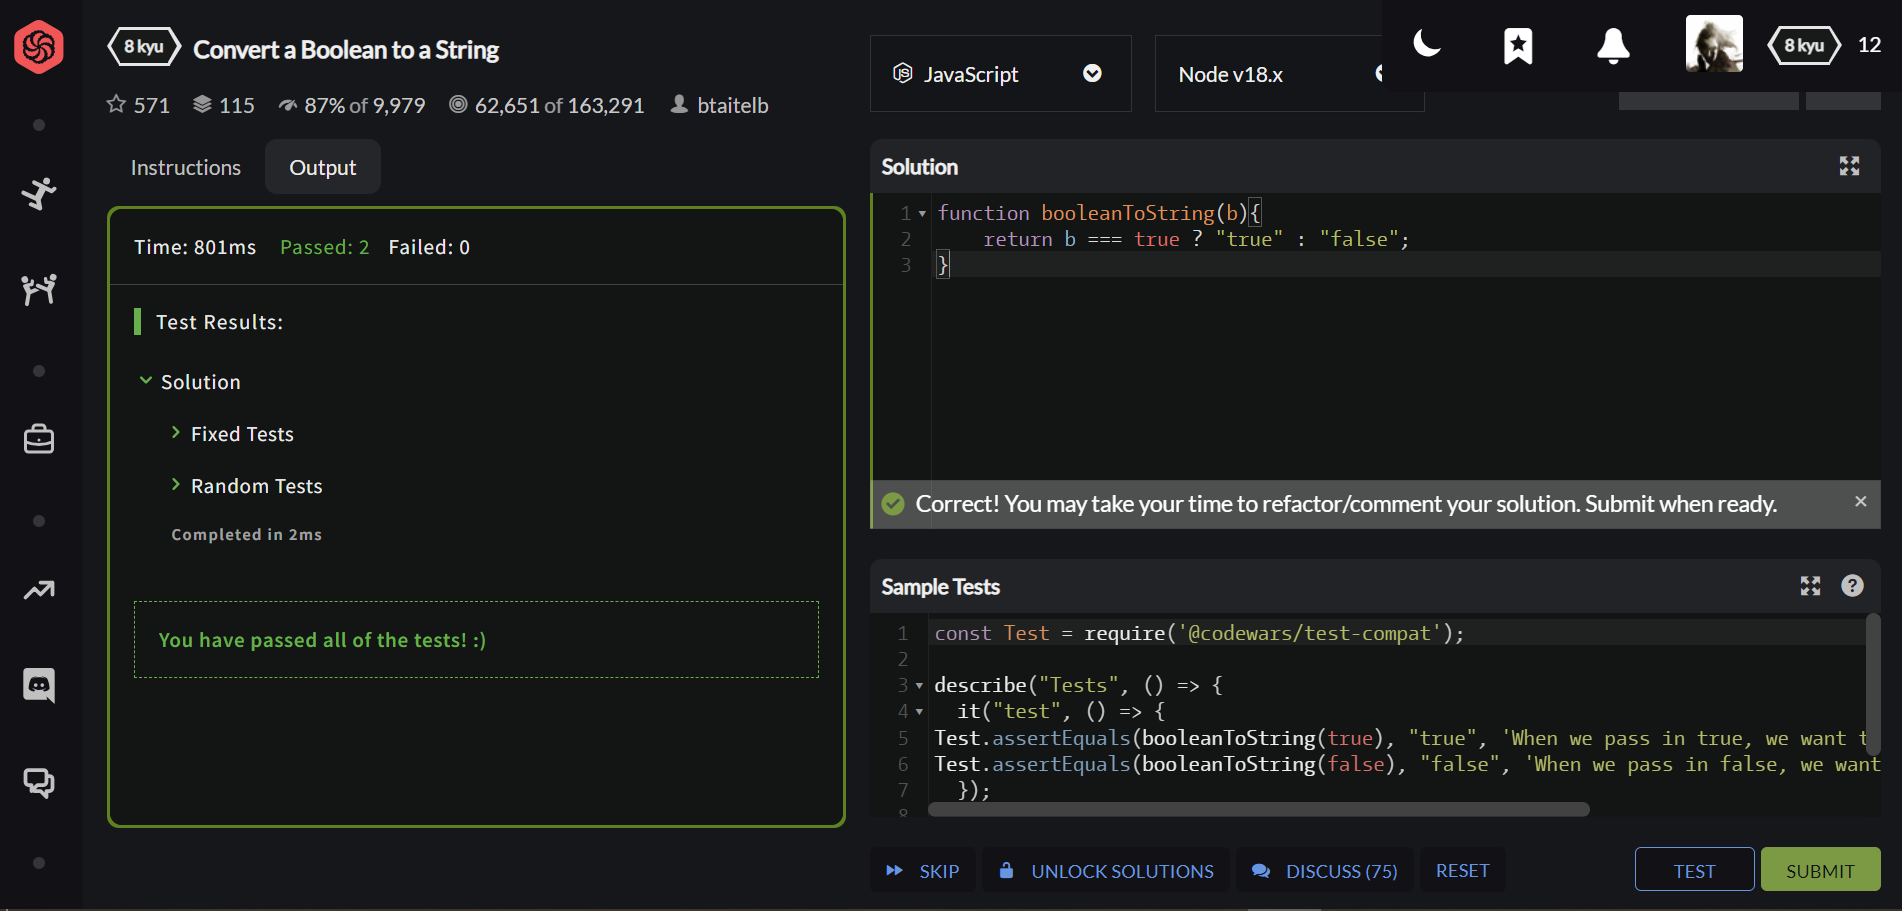 8 kyu Convert a Boolean to a String
571 115 87% of 9,979 62,651 of 163,291 btaitelb
JavaScript Node v18.x
8 kyu 12
Instructions Output
Time: 801ms Passed: 2 Failed: 0
Test Results:
Solution
Fixed Tests
Random Tests
Completed in 2ms
You have passed all of the tests! :)
Solution
1 function booleanToString(b){
2 return b === true ? "true" : "false";
3 }
Correct! You may take your time to refactor/comment your solution. Submit when ready.
Sample Tests
1 const Test = require('@codewars/test-compat');
2
3 describe("Tests", () => {
4 it("test", () => {
5 Test.assertEquals(booleanToString(true), "true", 'When we pass in true, we want t
6 Test.assertEquals(booleanToString(false), "false", 'When we pass in false, we want
7 });
8
SKIP UNLOCK SOLUTIONS DISCUSS (75) RESET TEST SUBMIT